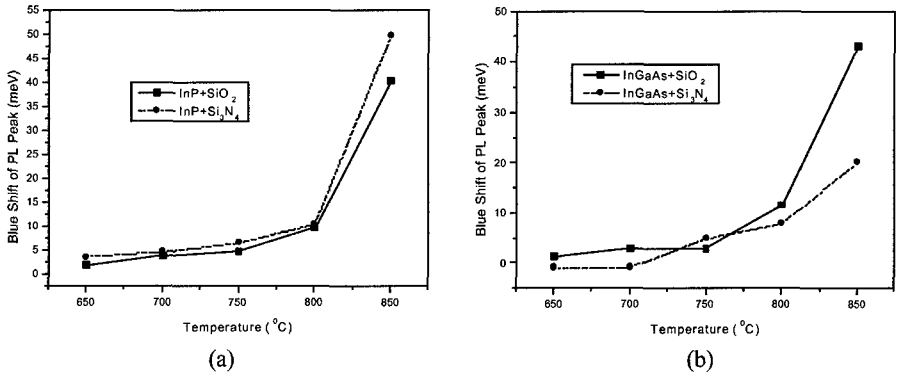 55
50
45
40
35
30
25
20
15
10
5
0
Blue Shift of PL Peak (meV)
InP+SiO2
InP+Si3N4
650 700 750 800 850
Temperature (°C)
(a)
50
40
30
20
10
0
Blue Shift of PL Peak (meV)
InGaAs+SiO2
InGaAs+Si3N4
650 700 750 800 850
Temperature (°C)
(b)